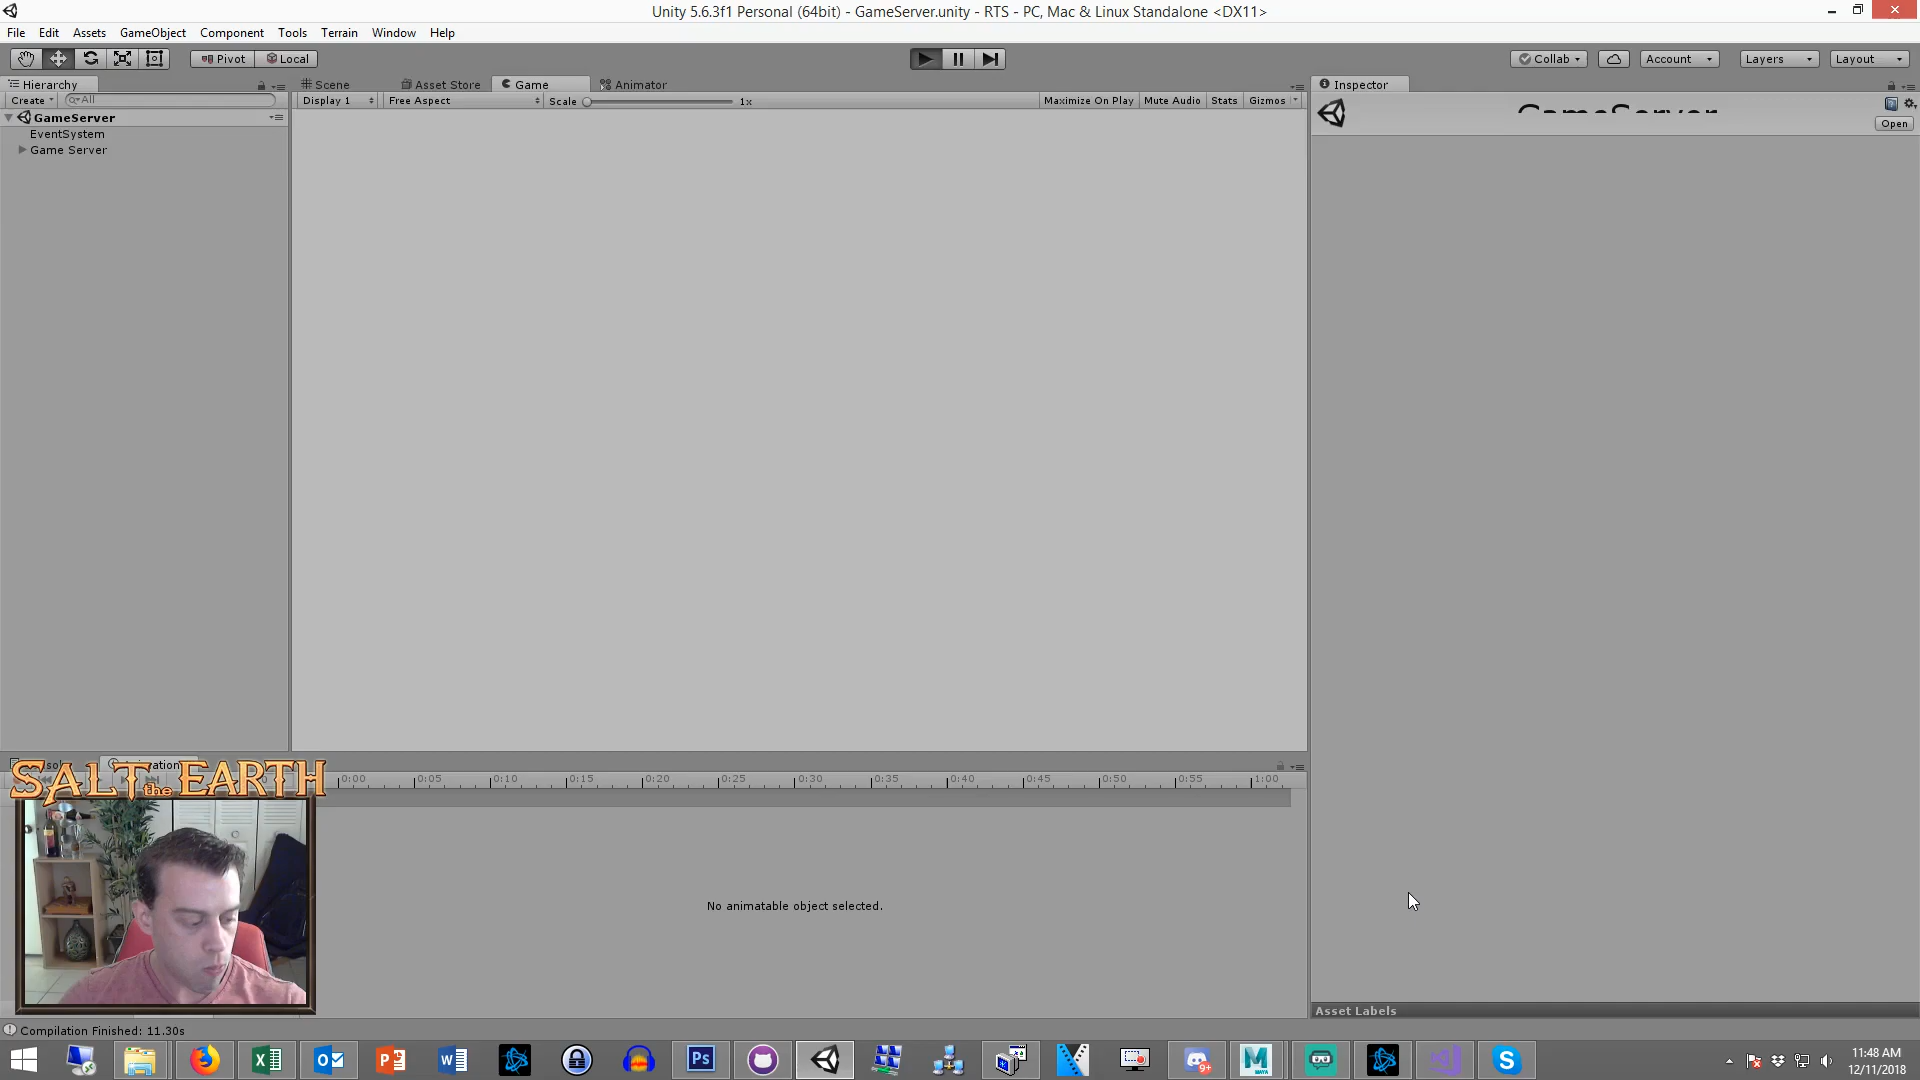 Unity 5.6.3f1 Personal (64bit) - GameServer.unity - RTS - PC, Mac & Linux Standalone <DX11>
File Edit Assets GameObject Component Tools Terrain Window Help
Pivot Local Collab Account Layers Layout
Hierarchy Scene Asset Store Game Animator Inspector
Create All Display 1 Free Aspect Scale 1x Maximize On Play Mute Audio Stats Gizmos
GameServer
GameServer
Open
EventSystem
Game Server
SALT the EARTH
0:00 0:05 0:10 0:15 0:20 0:25 0:30 0:35 0:40 0:45 0:50 0:55 1:00
No animatable object selected.
Asset Labels
Compilation Finished: 11.30s
Ps
9+
MAYA
11:48 AM
12/11/2018